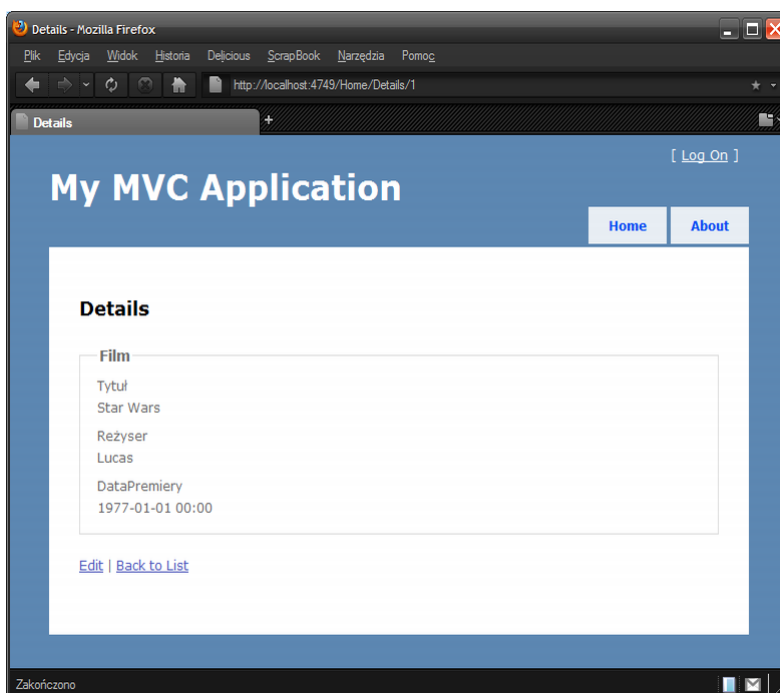 Details - Mozilla Firefox
Plik Edycja Widok Historia Delicious ScrapBook Narzędzia Pomoc
http://localhost:4749/Home/Details/1
Details
[ Log On ]
My MVC Application
Home About
Details
Film
Tytuł
Star Wars
Reżyser
Lucas
DataPremiery
1977-01-01 00:00
Edit | Back to List
Zakończono